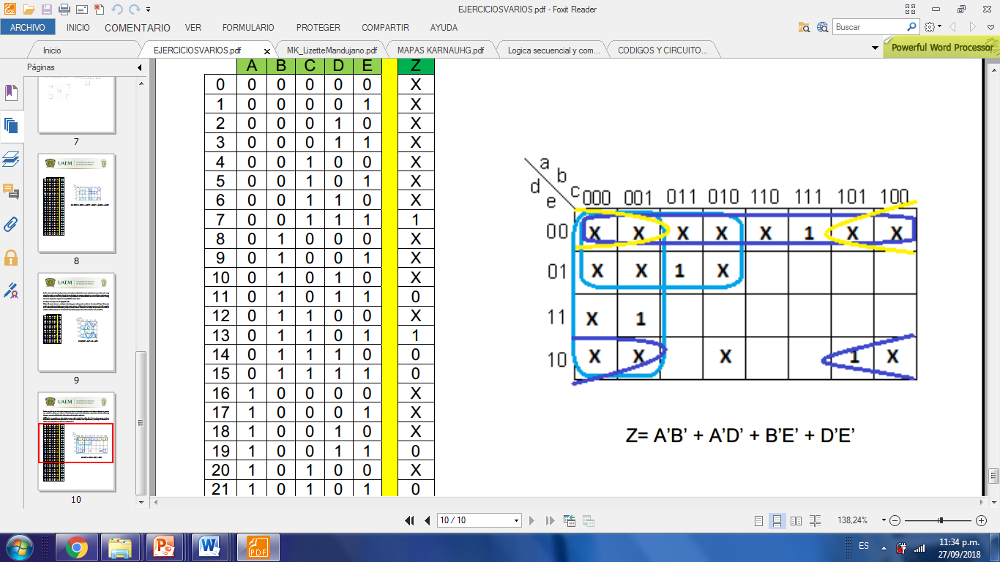 EJERCICIOSVARIOS.pdf - Foxit Reader
ARCHIVO INICIO COMENTARIO VER FORMULARIO PROTEGER COMPARTIR AYUDA Buscar
Inicio EJERCICIOSVARIOS.pdf x MK_LizetteMandujano.pdf MAPAS KARNAUHG.pdf Logica secuencial y com... CODIGOS Y CIRCUITO... Powerful Word Processor
Páginas
7
UAEM
8
UAEM
9
UAEM
10
A B C D E Z
0 0 0 0 0 0 X
1 0 0 0 0 1 X
2 0 0 0 1 0 X
3 0 0 0 1 1 X
4 0 0 1 0 0 X
5 0 0 1 0 1 X
6 0 0 1 1 0 X
7 0 0 1 1 1 1
8 0 1 0 0 0 X
9 0 1 0 0 1 X
10 0 1 0 1 0 X
11 0 1 0 1 1 0
12 0 1 1 0 0 X
13 0 1 1 0 1 1
14 0 1 1 1 0 0
15 0 1 1 1 1 0
16 1 0 0 0 0 X
17 1 0 0 0 1 X
18 1 0 0 1 0 X
19 1 0 0 1 1 0
20 1 0 1 0 0 X
21 1 0 1 0 1 0
a
b
d c 000 001 011 010 110 111 101 100
e
00 X X X X X 1 X X
01 X X 1 X
11 X 1
10 X X X 1 X
Z= A’B’ + A’D’ + B’E’ + D’E’
10 / 10 138,24%
ES 11:34 p.m.
27/09/2018